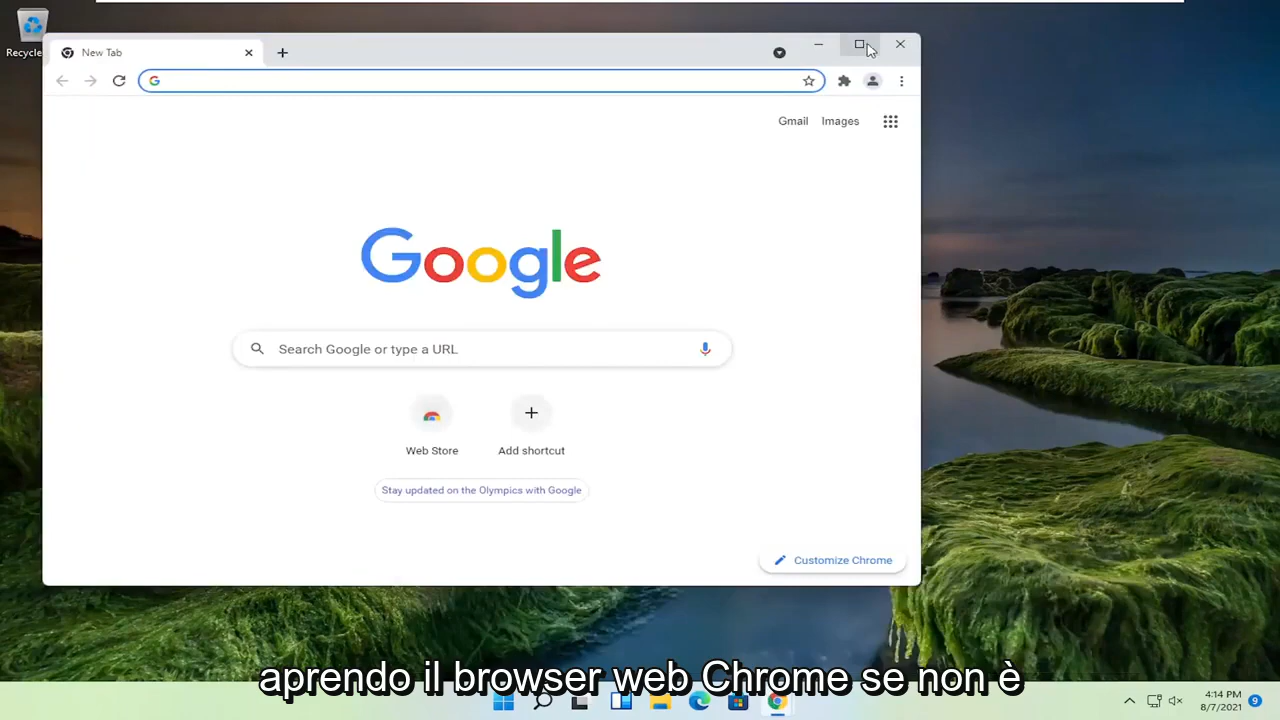 Recycle
New Tab
Gmail Images
Google
Search Google or type a URL
Web Store Add shortcut
Stay updated on the Olympics with Google
Customize Chrome
aprendo il browser web Chrome se non è
4:14 PM
8/7/2021
9